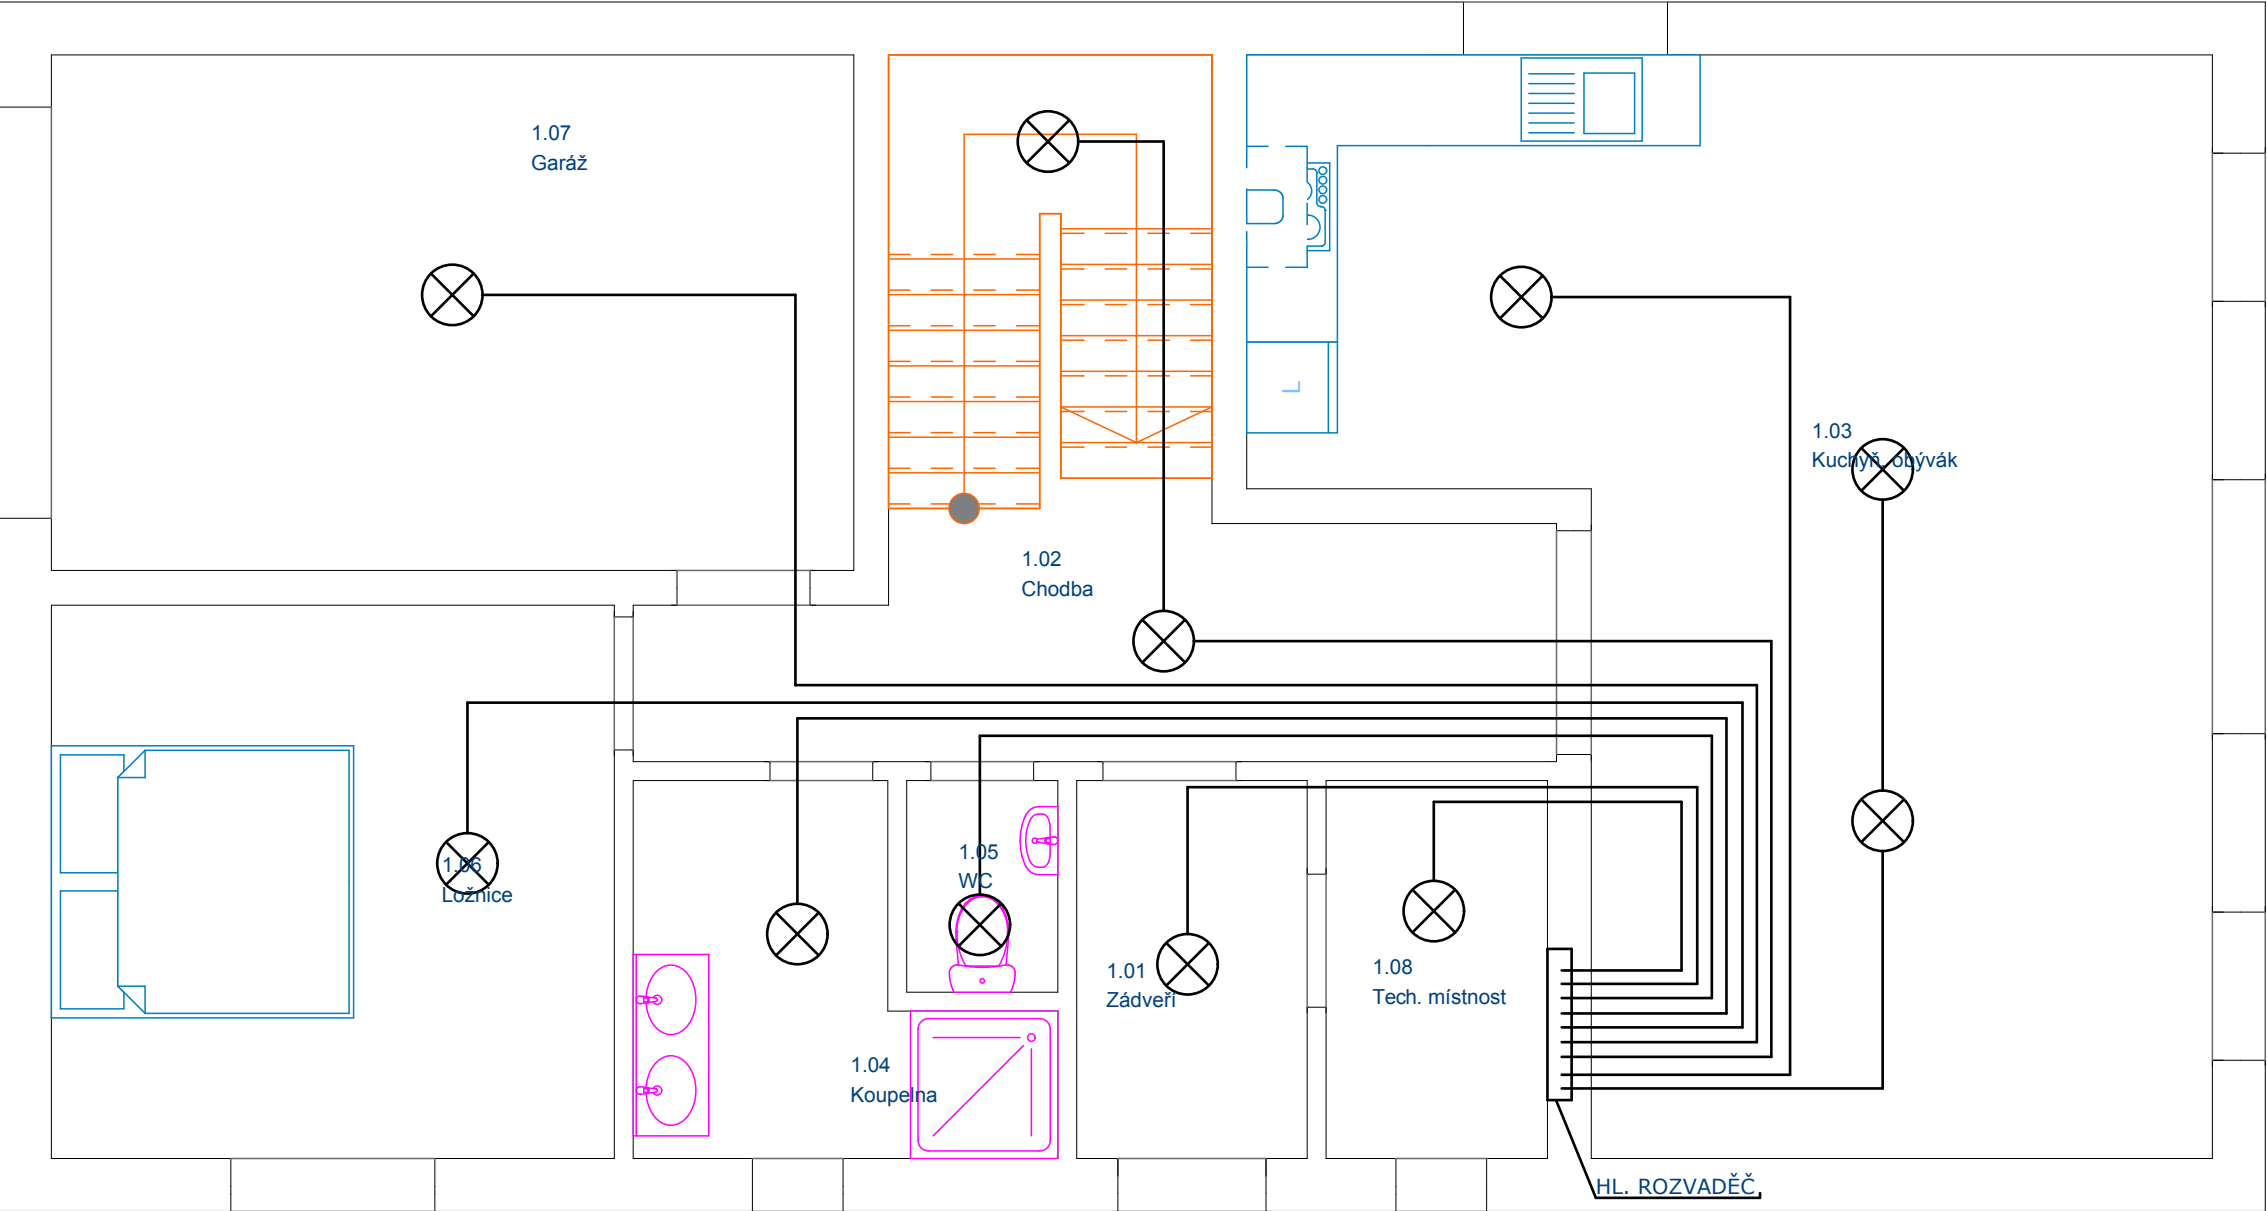 1.07
Garáž
1.03
Kuchyň, obývák
1.02
Chodba
1.06
Ložnice
1.05
WC
1.01
Zádveří
1.08
Tech. místnost
1.04
Koupelna
L
HL. ROZVADĚČ